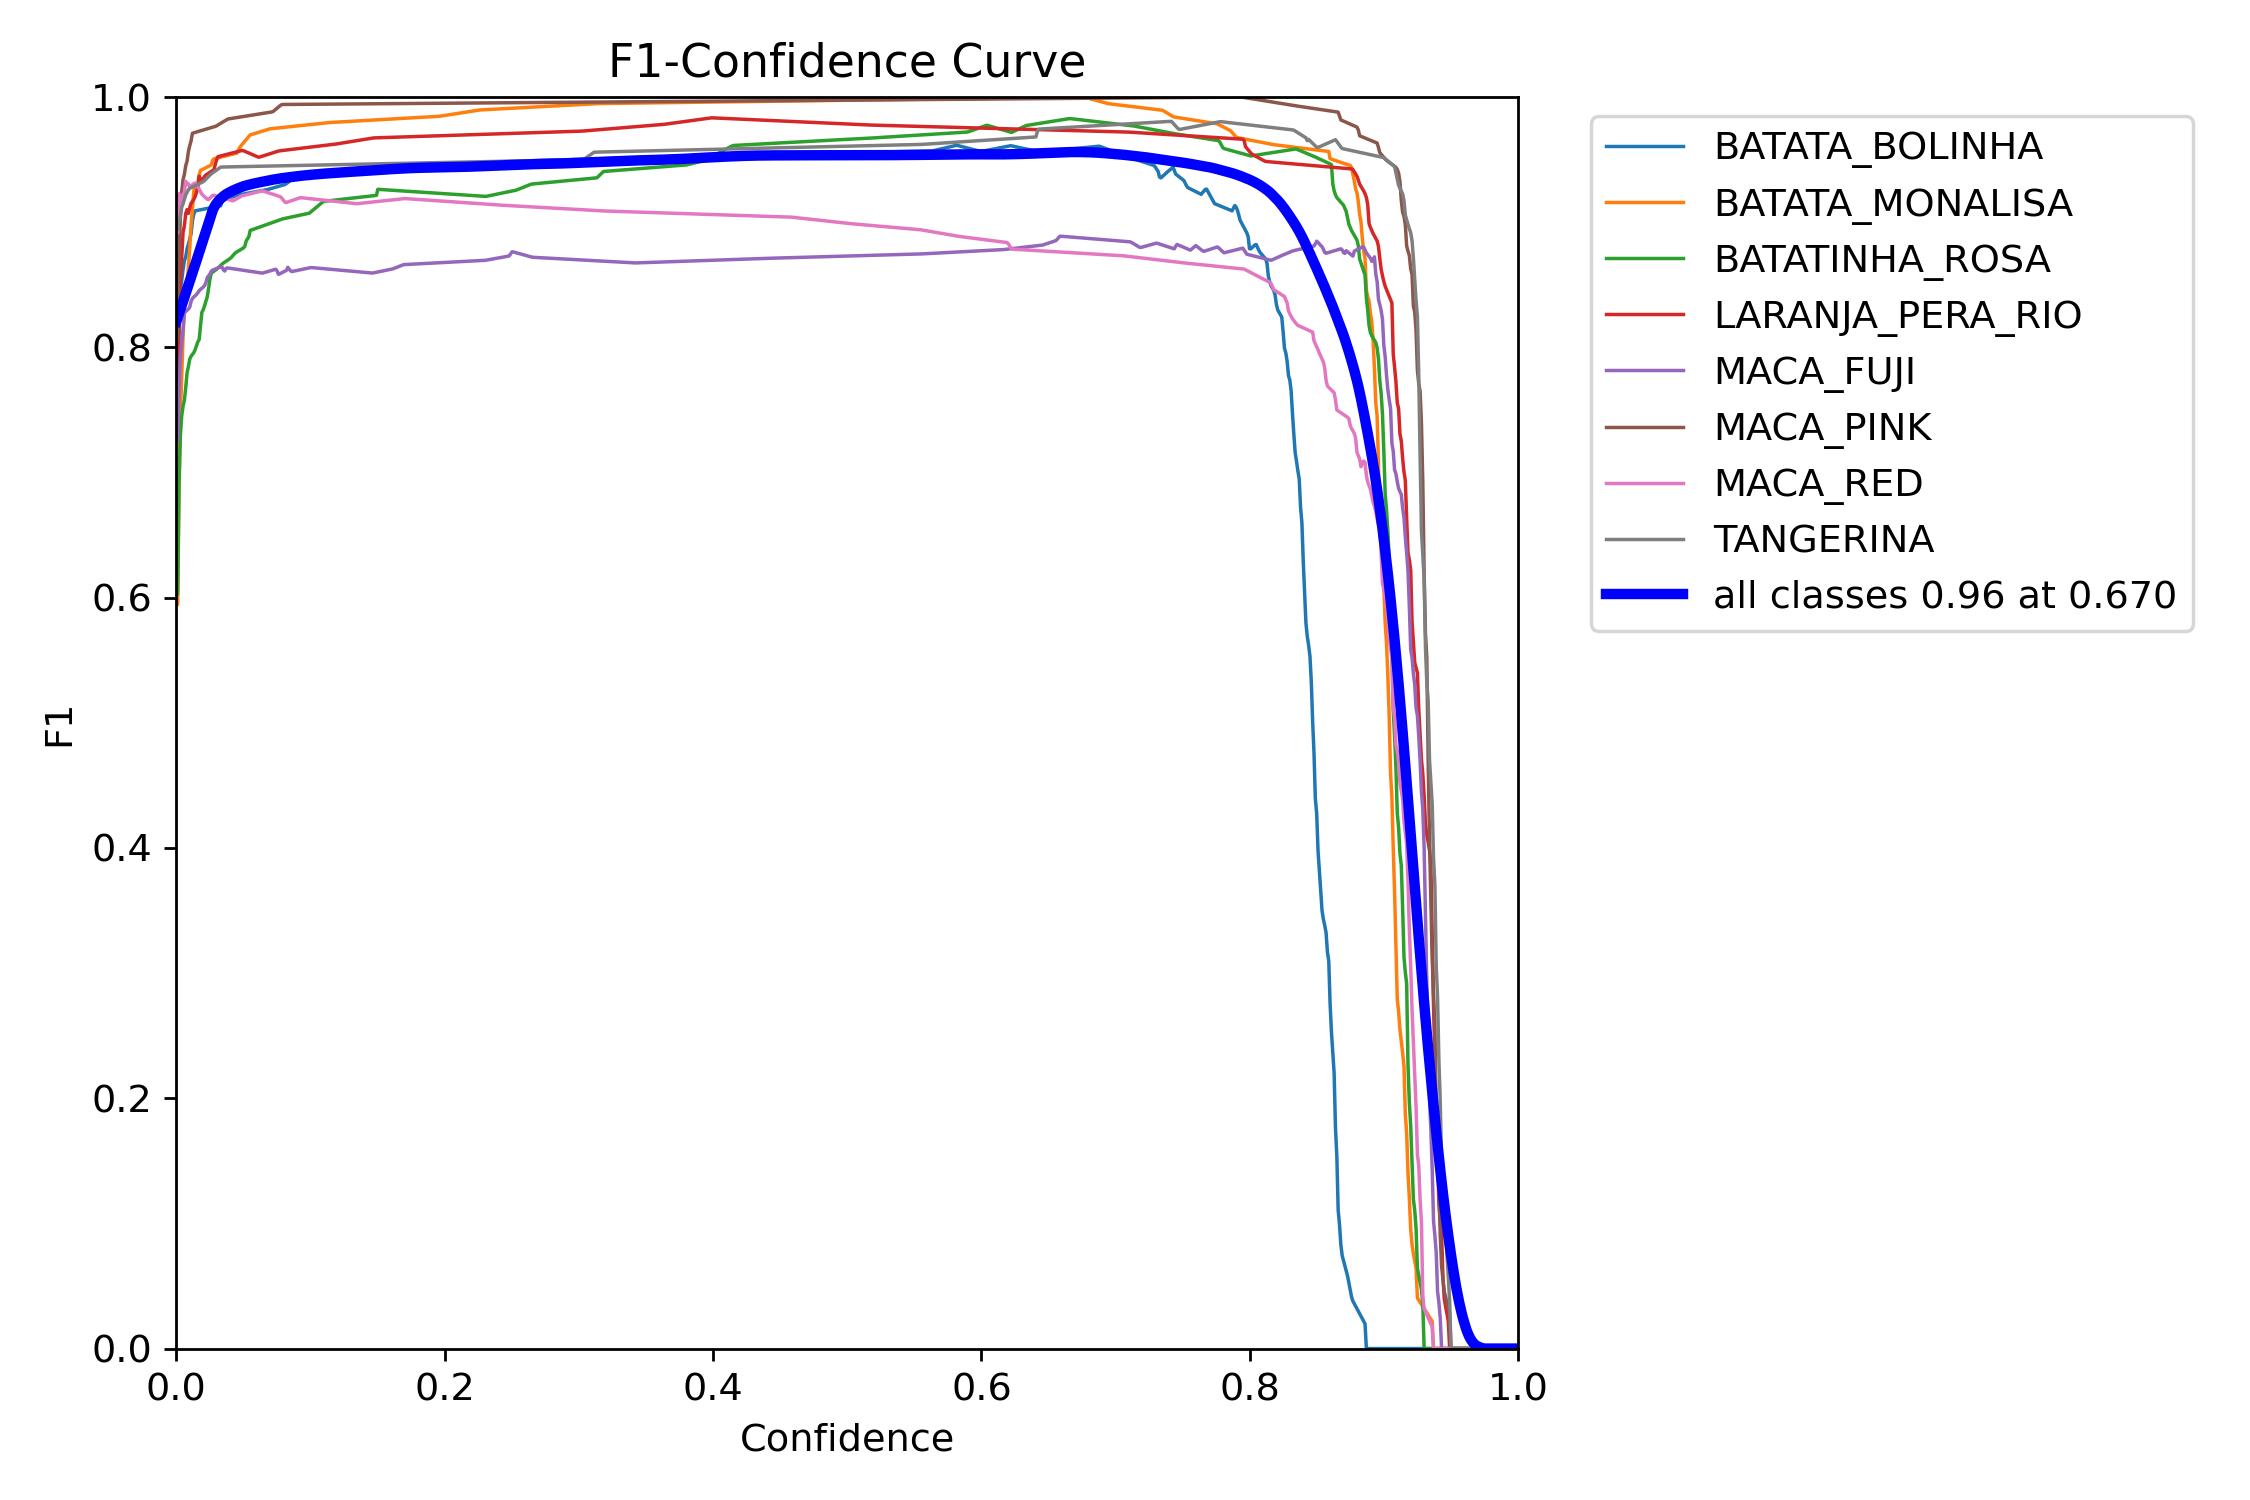 F1-Confidence Curve
1.0
0.8
0.6
0.4
0.2
0.0
F1
0.0 0.2 0.4 0.6 0.8 1.0
Confidence
BATATA_BOLINHA
BATATA_MONALISA
BATATINHA_ROSA
LARANJA_PERA_RIO
MACA_FUJI
MACA_PINK
MACA_RED
TANGERINA
all classes 0.96 at 0.670